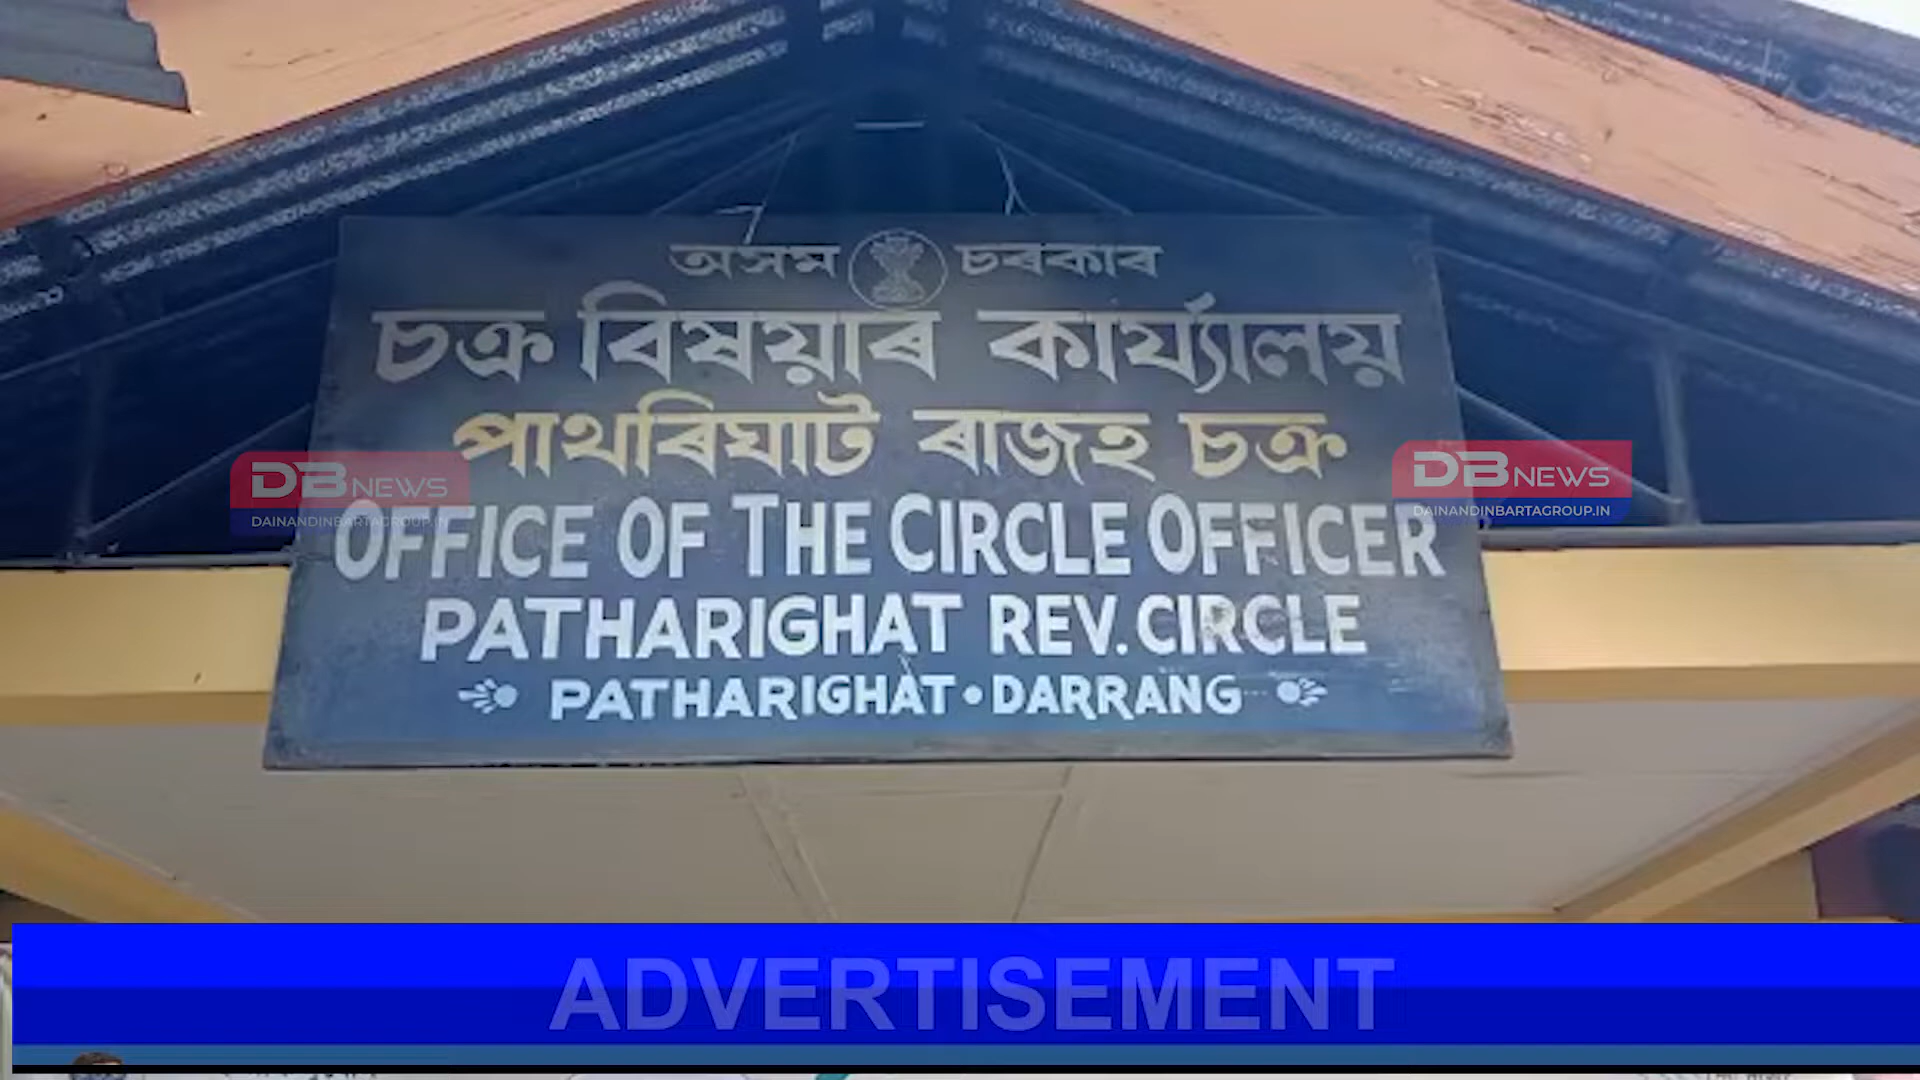 অসম চৰকাৰ
চক্ৰ বিষয়াৰ কাৰ্য্যালয়
পাথৰিঘাট ৰাজহ চক্ৰ
DB NEWS
DAINANDINBARTAGROUP.IN
DB NEWS
DAINANDINBARTAGROUP.IN
OFFICE OF THE CIRCLE OFFICER
PATHARIGHAT REV. CIRCLE
PATHARIGHAT • DARRANG
ADVERTISEMENT